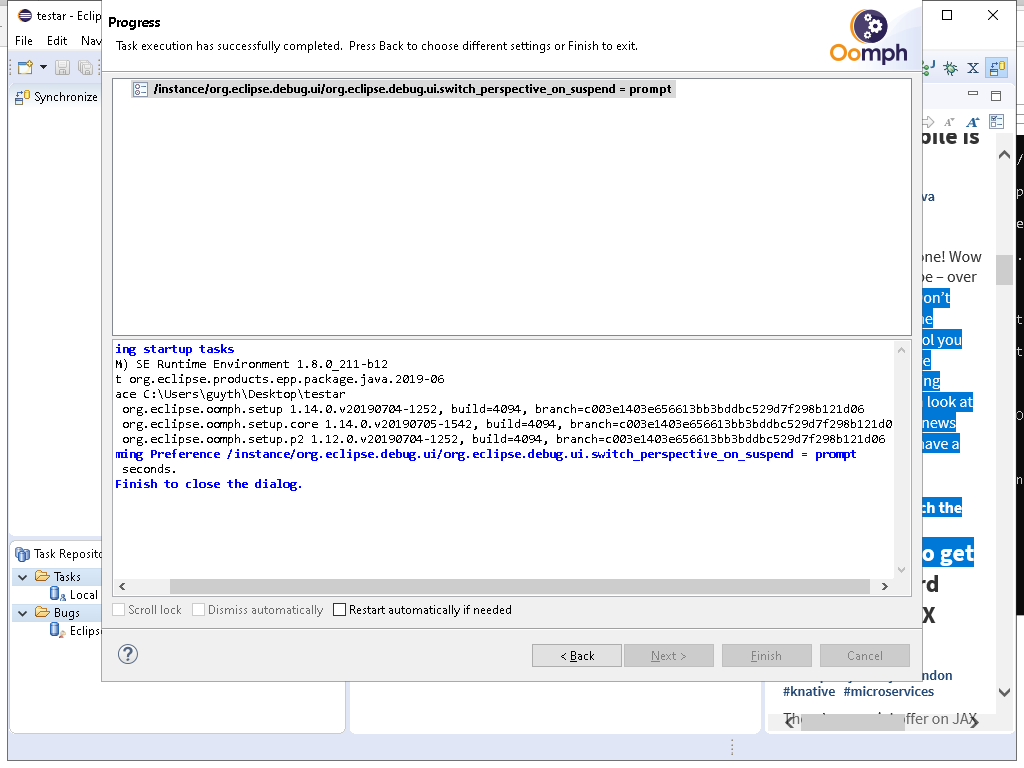 testar - Eclip
File Edit Nav
Synchronize
Progress
Task execution has successfully completed. Press Back to choose different settings or Finish to exit.
Oomph
/instance/org.eclipse.debug.ui/org.eclipse.debug.ui.switch_perspective_on_suspend = prompt
ing startup tasks
M) SE Runtime Environment 1.8.0_211-b12
t org.eclipse.products.epp.package.java.2019-06
ace C:\Users\guyth\Desktop\testar
org.eclipse.oomph.setup 1.14.0.v20190704-1252, build=4094, branch=c003e1403e656613bb3bddbc529d7f298b121d06
org.eclipse.oomph.setup.core 1.14.0.v20190705-1542, build=4094, branch=c003e1403e656613bb3bddbc529d7f298b121d0
org.eclipse.oomph.setup.p2 1.12.0.v20190704-1252, build=4094, branch=c003e1403e656613bb3bddbc529d7f298b121d06
ming Preference /instance/org.eclipse.debug.ui/org.eclipse.debug.ui.switch_perspective_on_suspend = prompt
seconds.
Finish to close the dialog.
Scroll lock Dismiss automatically Restart automatically if needed
? < Back Next > Finish Cancel
Task Reposito
Tasks
Local
Bugs
Eclips
bile is
va
one! Wow
be – over
on't
ne
ol you
e
ng
look at
news
have a
ch the
o get
rd
X
ndon
#knative #microservices
offer on JAX